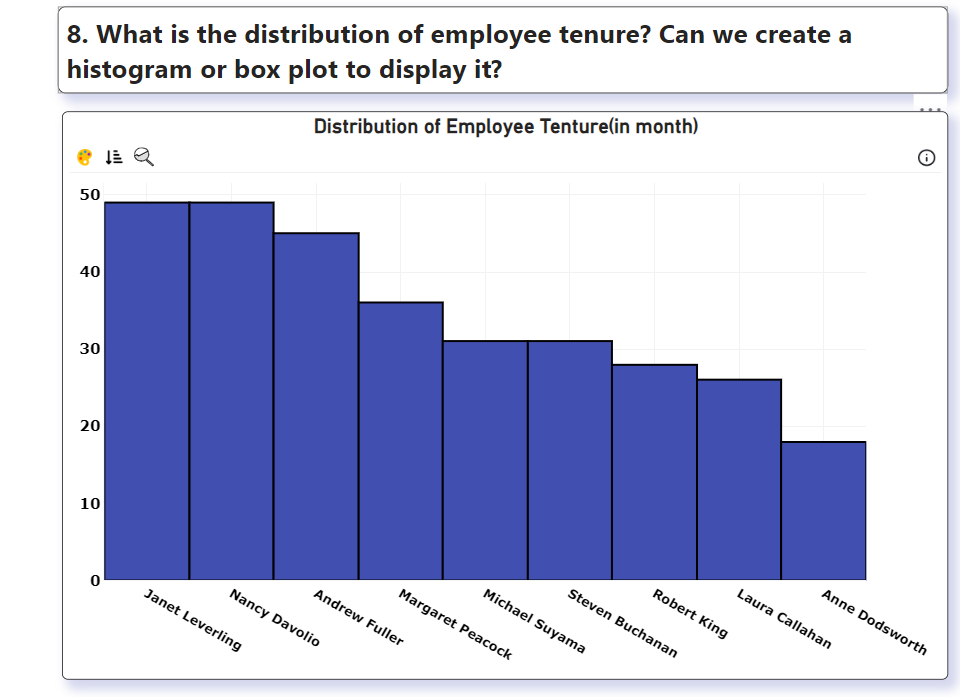 8. What is the distribution of employee tenure? Can we create a
histogram or box plot to display it?
Distribution of Employee Tenture(in month)
50
40
30
20
10
0
Janet Leverling
Nancy Davolio
Andrew Fuller
Margaret Peacock
Michael Suyama
Steven Buchanan
Robert King
Laura Callahan
Anne Dodsworth